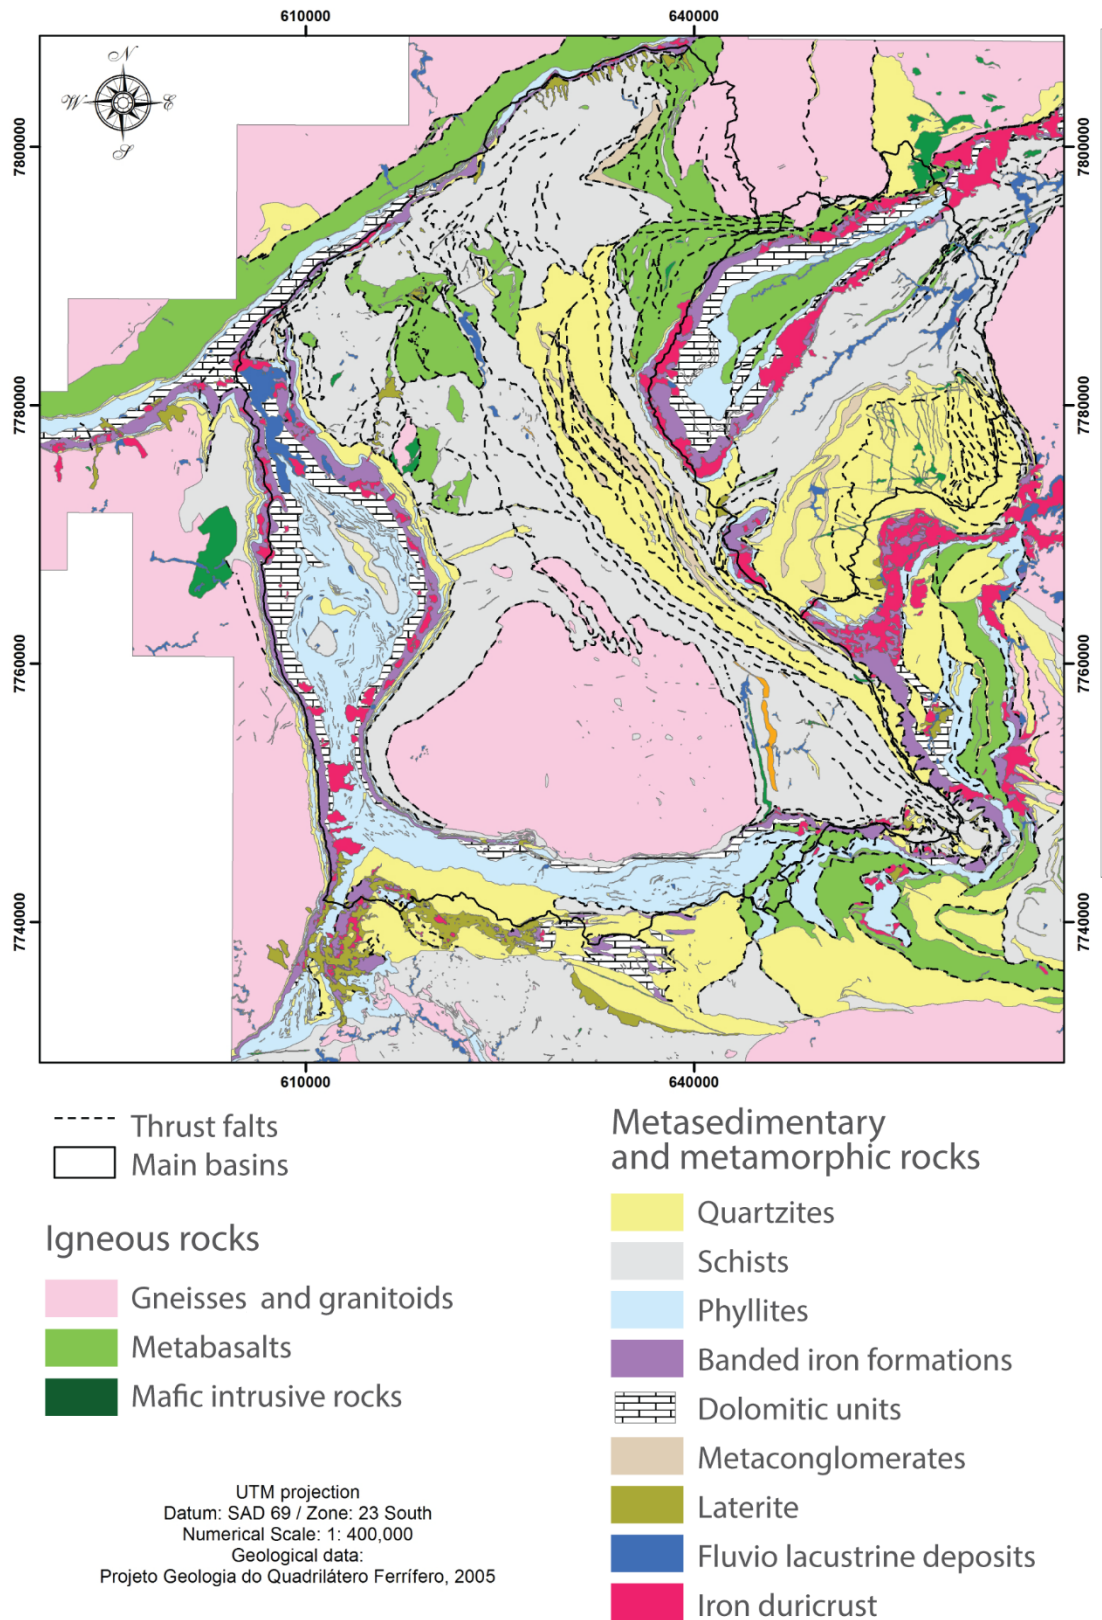 610000
640000
N
W E
S
7800000
7800000
7780000
7780000
7760000
7760000
7740000
7740000
610000
640000
Thrust falts
Main basins
Igneous rocks
Gneisses and granitoids
Metabasalts
Mafic intrusive rocks
UTM projection
Datum: SAD 69 / Zone: 23 South
Numerical Scale: 1: 400,000
Geological data:
Projeto Geologia do Quadrilátero Ferrífero, 2005
Metasedimentary
and metamorphic rocks
Quartzites
Schists
Phyllites
Banded iron formations
Dolomitic units
Metaconglomerates
Laterite
Fluvio lacustrine deposits
Iron duricrust